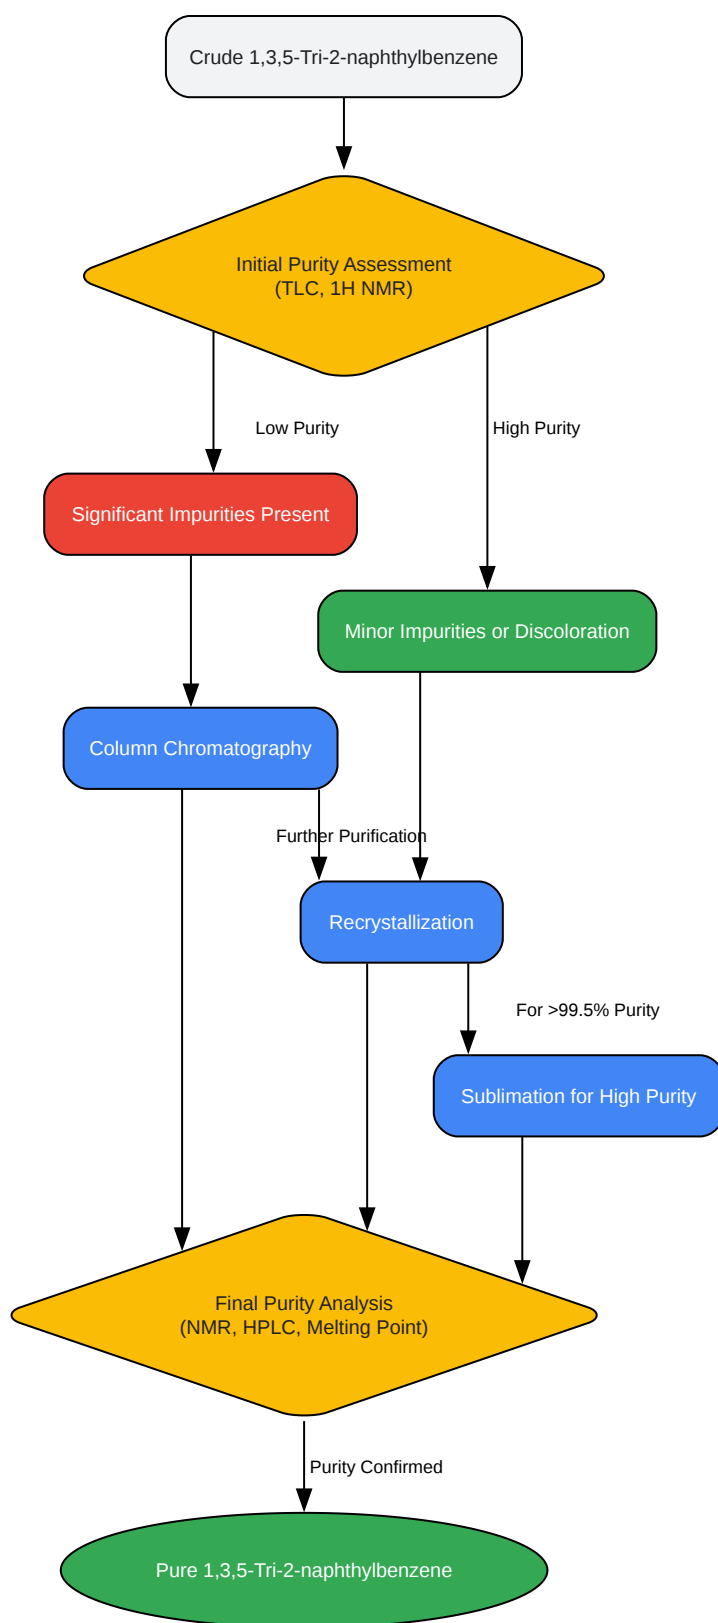 Crude 1,3,5-Tri-2-naphthylbenzene
Initial Purity Assessment
(TLC, 1H NMR)
Low Purity
High Purity
Significant Impurities Present
Minor Impurities or Discoloration
Column Chromatography
Further Purification
Recrystallization
For >99.5% Purity
Sublimation for High Purity
Final Purity Analysis
(NMR, HPLC, Melting Point)
Purity Confirmed
Pure 1,3,5-Tri-2-naphthylbenzene